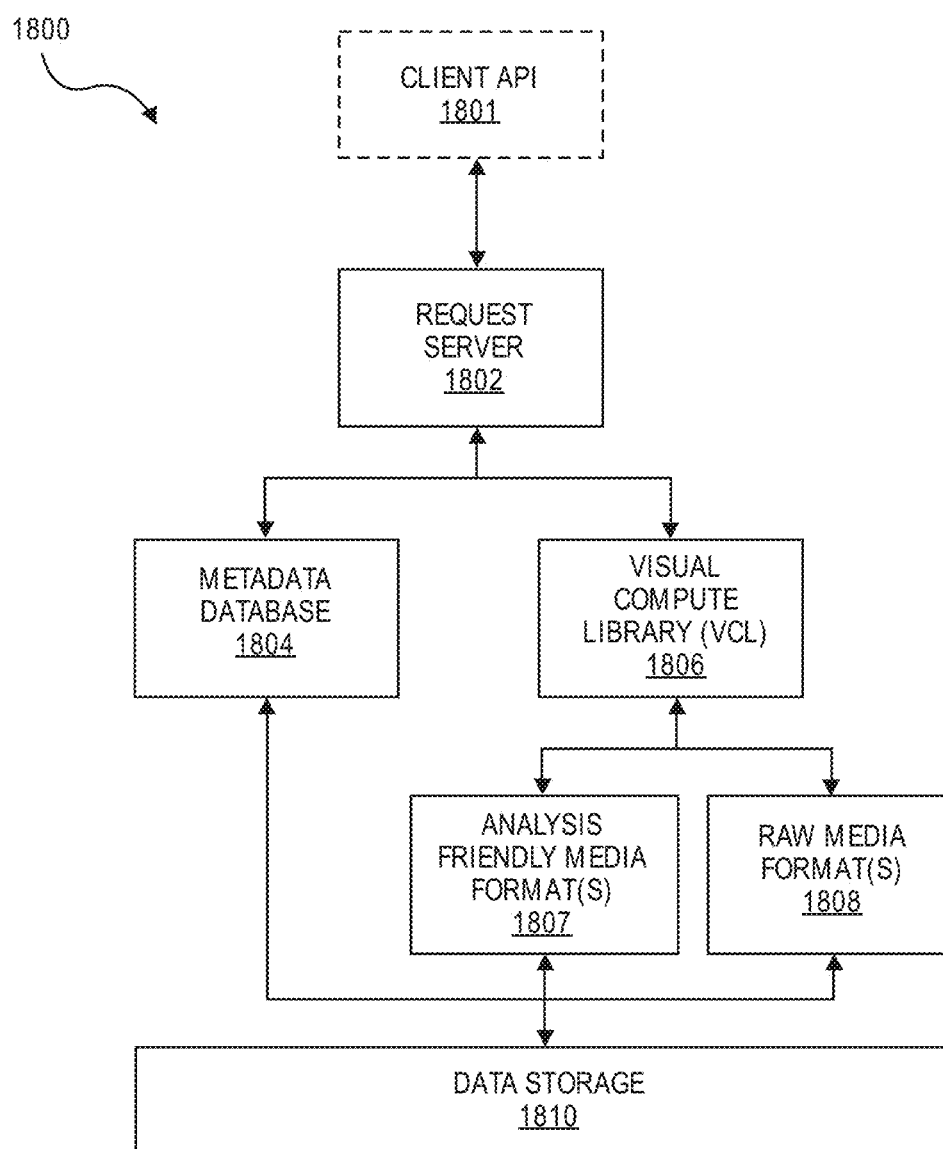 1800
CLIENT API
1801
REQUEST
SERVER
1802
METADATA
DATABASE
1804
VISUAL
COMPUTE
LIBRARY (VCL)
1806
ANALYSIS
FRIENDLY MEDIA
FORMAT(S)
1807
RAW MEDIA
FORMAT(S)
1808
DATA STORAGE
1810